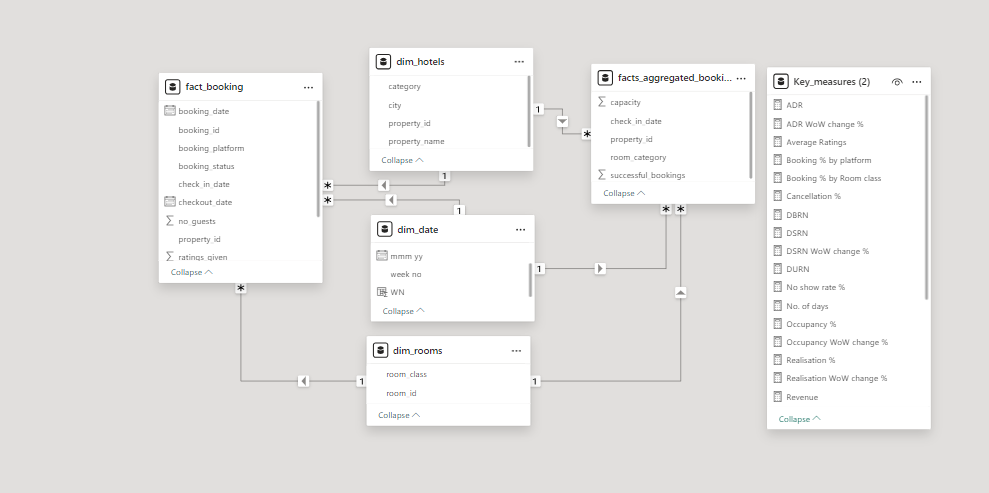 fact_booking
booking_date
booking_id
booking_platform
booking_status
check_in_date
checkout_date
no_guests
property_id
ratings_given
Collapse
dim_hotels
category
city
property_id
property_name
Collapse
dim_date
mmm yy
week no
WN
Collapse
dim_rooms
room_class
room_id
Collapse
facts_aggregated_booki...
capacity
check_in_date
property_id
room_category
successful_bookings
Collapse
Key_measures (2)
ADR
ADR WoW change %
Average Ratings
Booking % by platform
Booking % by Room class
Cancellation %
DBRN
DSRN
DSRN WoW change %
DURN
No show rate %
No. of days
Occupancy %
Occupancy WoW change %
Realisation %
Realisation WoW change %
Revenue
Collapse
1
*
*
1
1
*
1
*
*
*
1
1